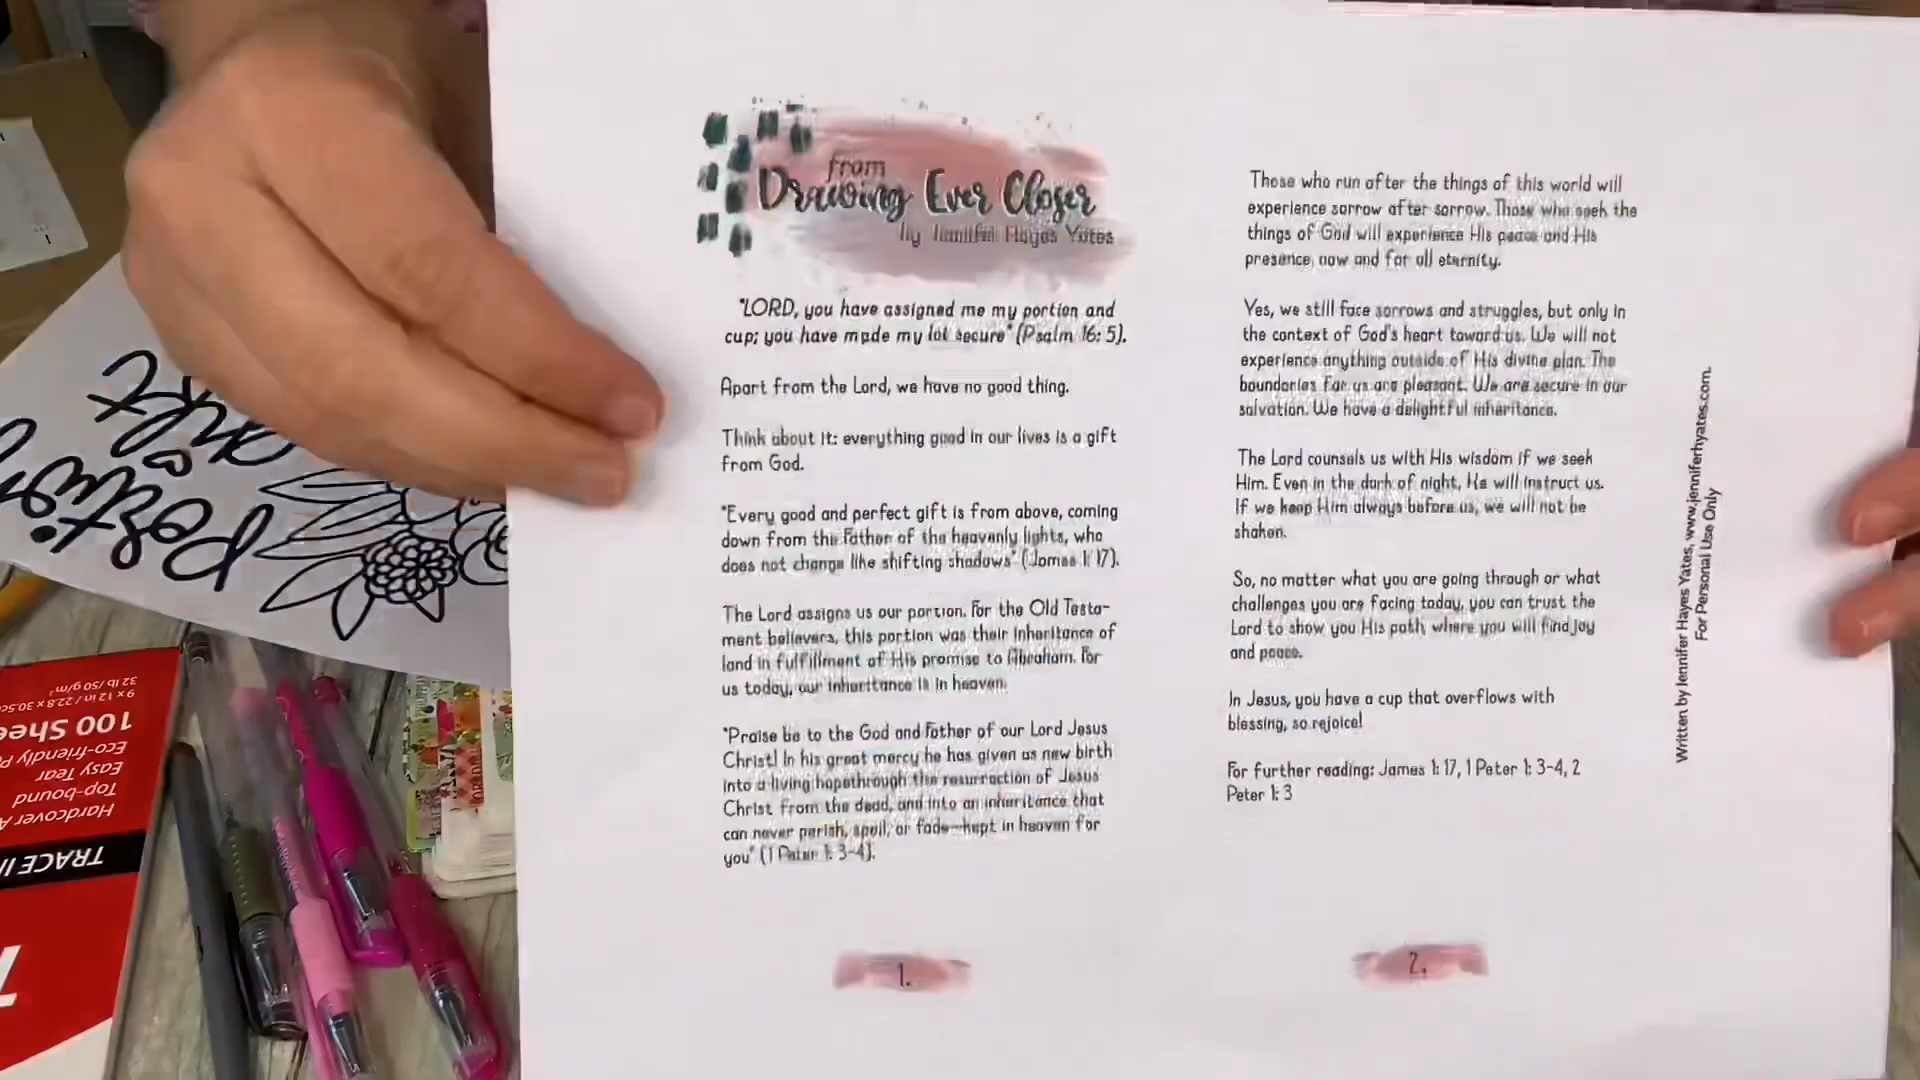 from
Drawing Ever Closer
by Jennifer Hayes Yates
"LORD, you have assigned me my portion and
cup; you have made my lot secure" (Psalm 16: 5).
Apart from the Lord, we have no good thing.
Think about it: everything good in our lives is a gift
from God.
"Every good and perfect gift is from above, coming
down from the Father of the heavenly lights, who
does not change like shifting shadows" (James 1: 17).
The Lord assigns us our portion. For the Old Testa-
ment believers, this portion was their inheritance of
land in fulfillment of His promise to Abraham. For
us today, our inheritance is in heaven.
"Praise be to the God and Father of our Lord Jesus
Christ! In his great mercy he has given us new birth
into a living hopethrough the resurrection of Jesus
Christ from the dead, and into an inheritance that
can never perish, spoil, or fade—kept in heaven for
you" (1 Peter 1: 3-4).
1.
Those who run after the things of this world will
experience sorrow after sorrow. Those who seek the
things of God will experience His peace and His
presence, now and for all eternity.
Yes, we still face sorrows and struggles, but only in
the context of God's heart toward us. We will not
experience anything outside of His divine plan. The
boundaries for us are pleasant. We are secure in our
salvation. We have a delightful inheritance.
The Lord counsels us with His wisdom if we seek
Him. Even in the dark of night, He will instruct us.
If we keep Him always before us, we will not be
shaken.
So, no matter what you are going through or what
challenges you are facing today, you can trust the
Lord to show you His path, where you will find joy
and peace.
In Jesus, you have a cup that overflows with
blessing, so rejoice!
For further reading: James 1: 17, 1 Peter 1: 3-4, 2
Peter 1: 3
2.
Written by Jennifer Hayes Yates, www.jenniferhyates.com.
For Personal Use Only
TRACE
Hardcover
Top-bound
Easy Tear
Eco-friendly
100
9 x 12 in / 22.8 x 30.5
32 lb / 50 g/m²